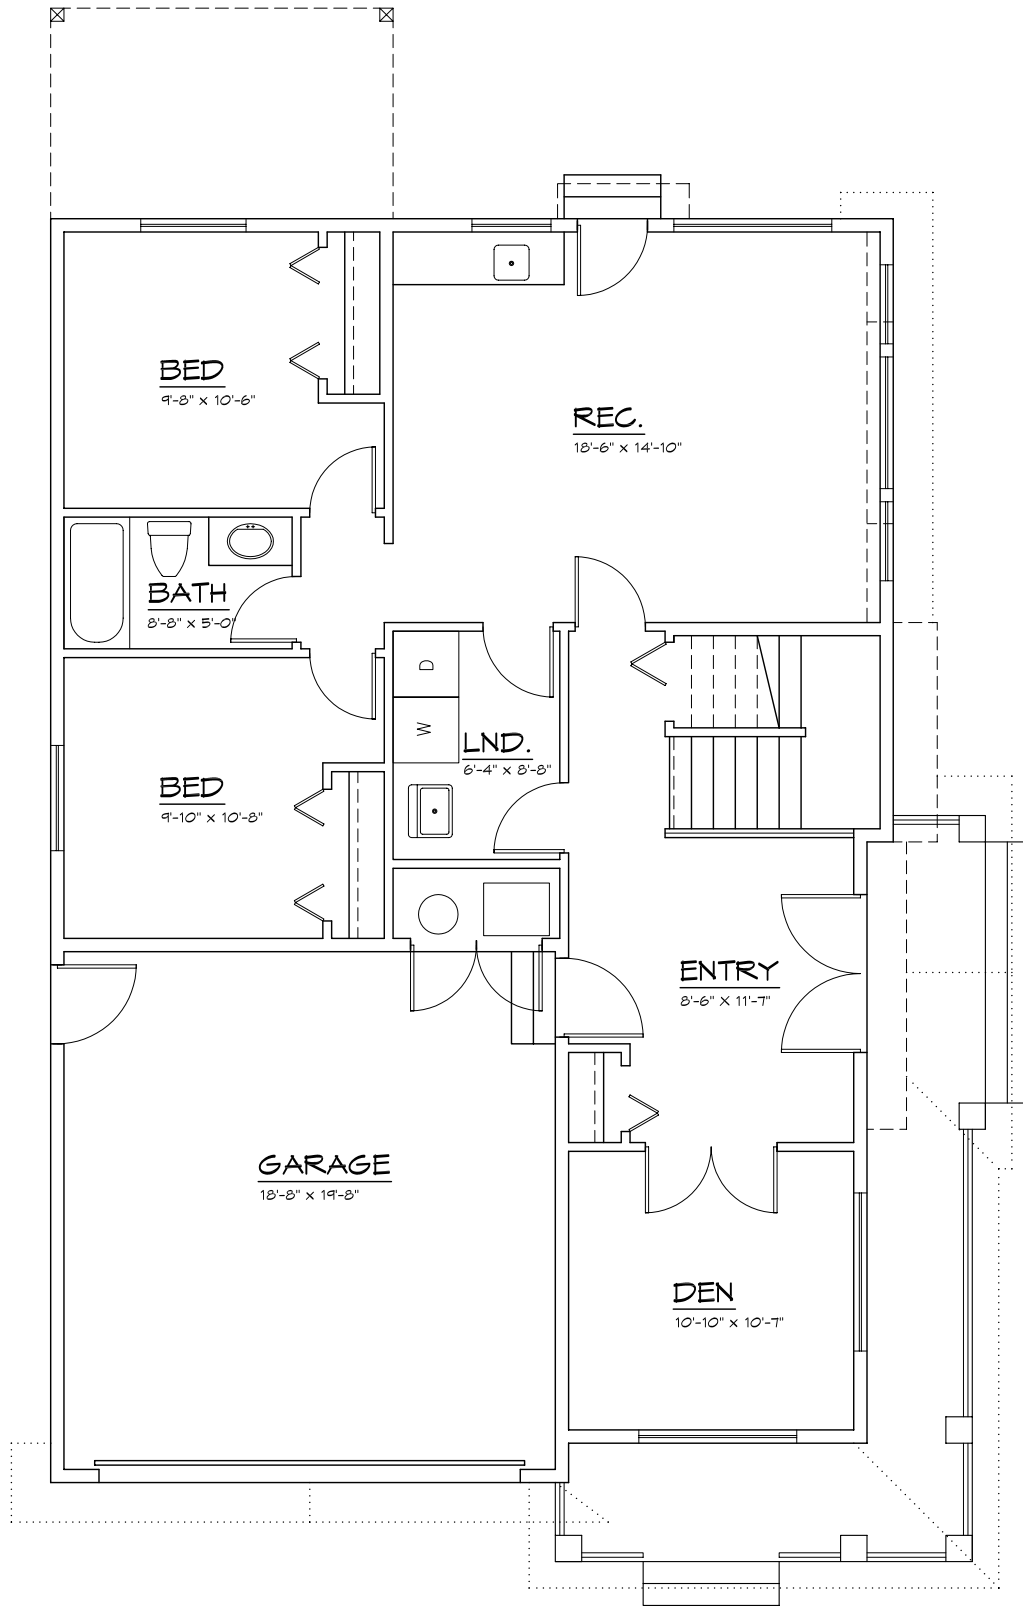 BED
9'-8" x 10'-6"
REC.
18'-6" x 14'-10"
BATH
8'-8" x 5'-0"
D
W
LND.
6'-4" x 8'-8"
BED
9'-10" x 10'-8"
ENTRY
8'-6" X 11'-7"
GARAGE
18'-8" x 19'-8"
DEN
10'-10" x 10'-7"